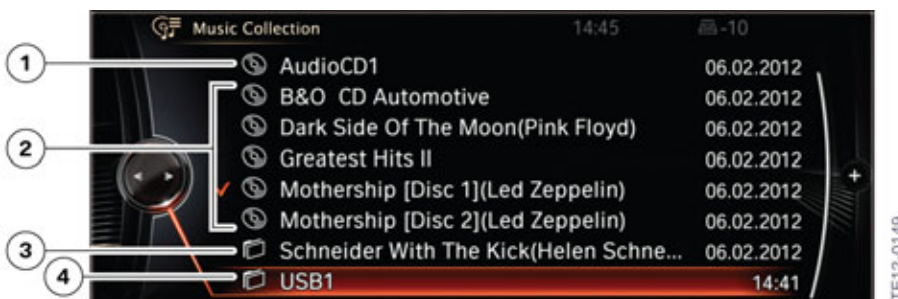 Music Collection 14:45 -10
1 AudioCD1 06.02.2012
B&O CD Automotive 06.02.2012
Dark Side Of The Moon(Pink Floyd) 06.02.2012
2 Greatest Hits II 06.02.2012
Mothership [Disc 1](Led Zeppelin) 06.02.2012
Mothership [Disc 2](Led Zeppelin) 06.02.2012
3 Schneider With The Kick(Helen Schne... 06.02.2012
4 USB1 14:41
TE12-0149